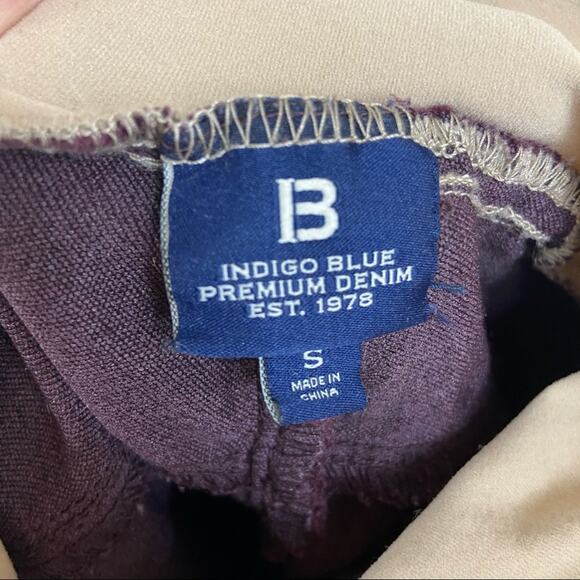 B
INDIGO BLUE
PREMIUM DENIM
EST. 1978
S
MADE IN
CHINA